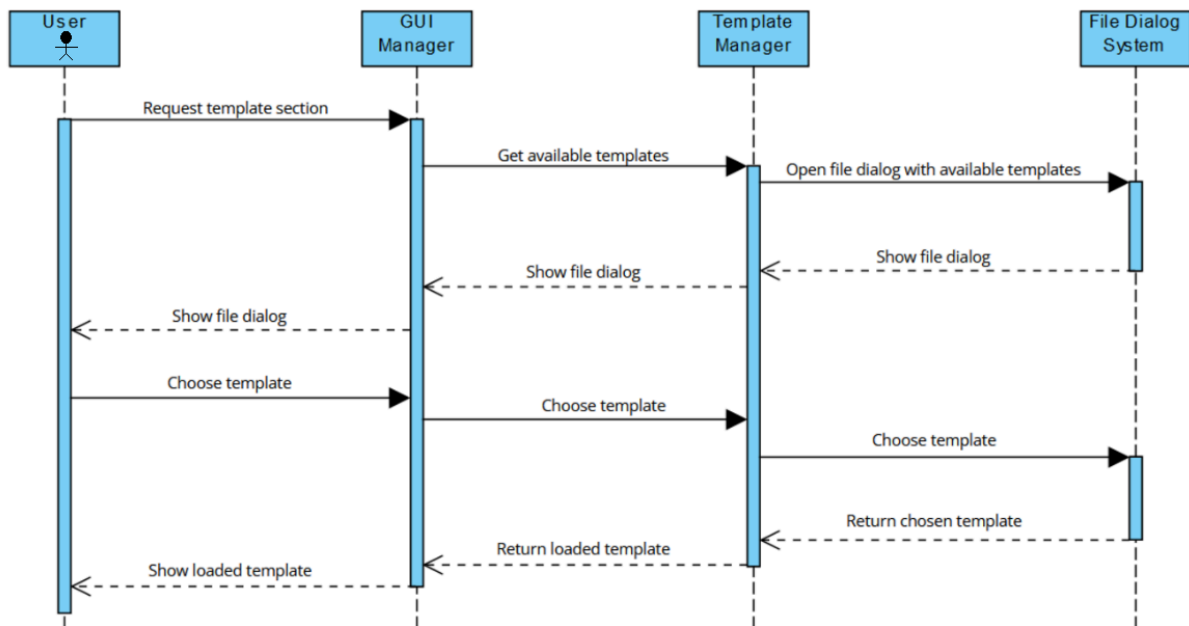 User
GUI
Manager
Template
Manager
File Dialog
System
Request template section
Get available templates
Open file dialog with available templates
Show file dialog
Show file dialog
Show file dialog
Choose template
Choose template
Choose template
Return chosen template
Return loaded template
Show loaded template